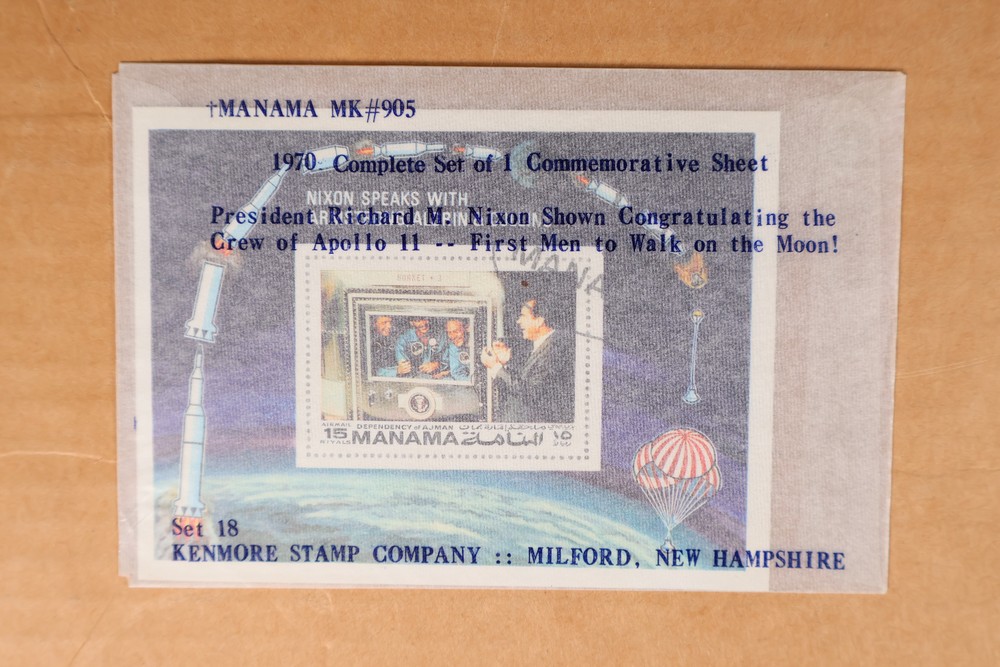 †MANAMA MK#905
1970 Complete Set of 1 Commemorative Sheet
NIXON SPEAKS WITH
President Richard M. Nixon Shown Congratulating the
Crew of Apollo 11 -- First Men to Walk on the Moon!
MANA
AIRMAIL DEPENDENCY of AJMAN
15 MANAMA المنامة ١٥
RIYALS
Set 18
KENMORE STAMP COMPANY :: MILFORD, NEW HAMPSHIRE